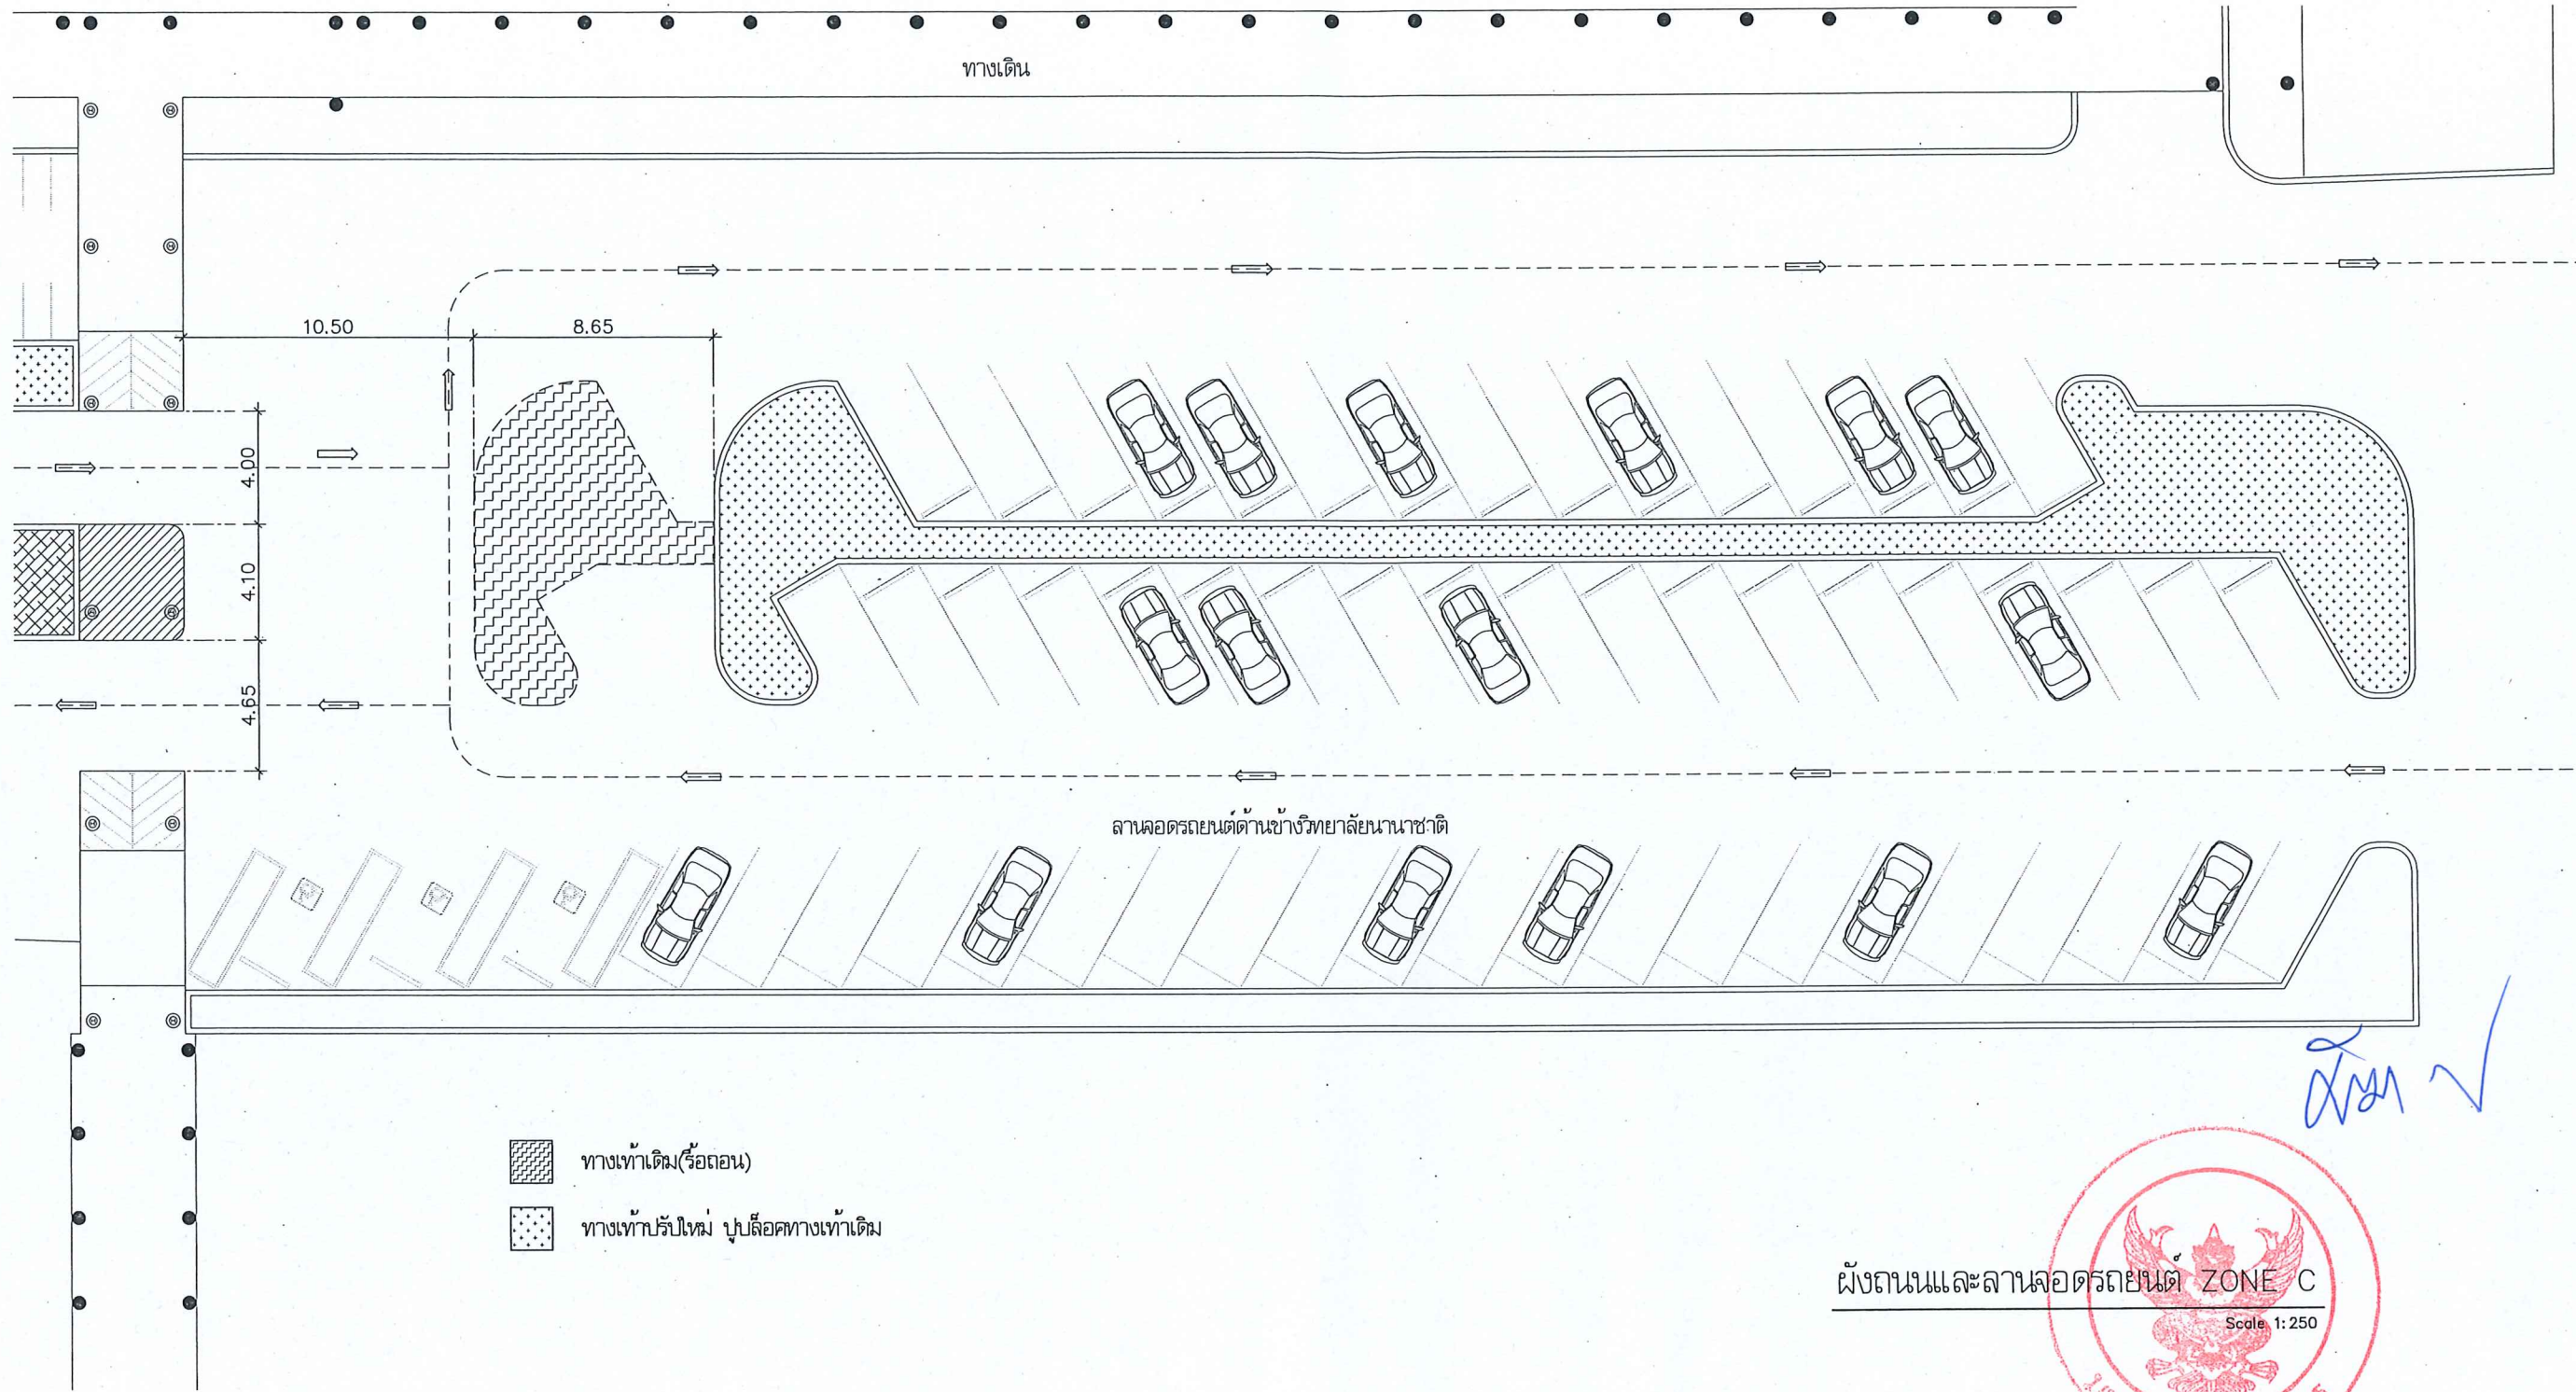 ทางเดิน
10.50
8.65
4.00
4.10
4.65
ลานจอดรถยนต์ด้านข้างวิทยาลัยนานาชาติ
ทางเท้าเดิม(รื้อถอน)
ทางเท้าปรับใหม่ ปูบล็อคทางเท้าเดิม
ผังถนนและลานจอดรถยนต์ ZONE C
Scale 1:250